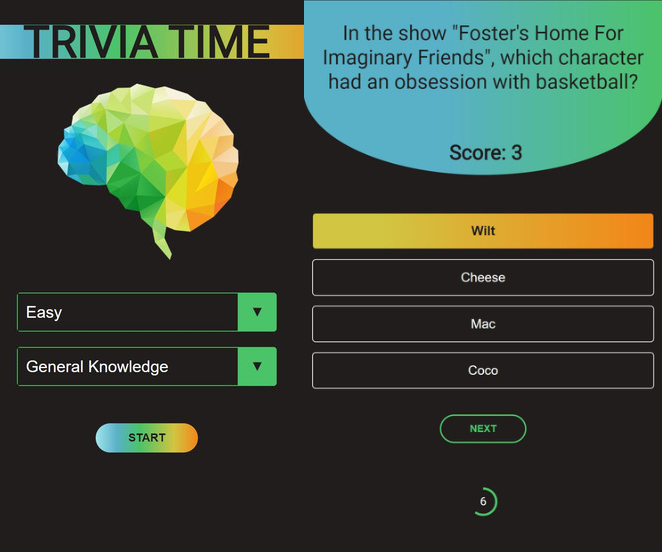 TRIVIA TIME
Easy
General Knowledge
START
In the show "Foster's Home For
Imaginary Friends", which character
had an obsession with basketball?
Score: 3
Wilt
Cheese
Mac
Coco
NEXT
6